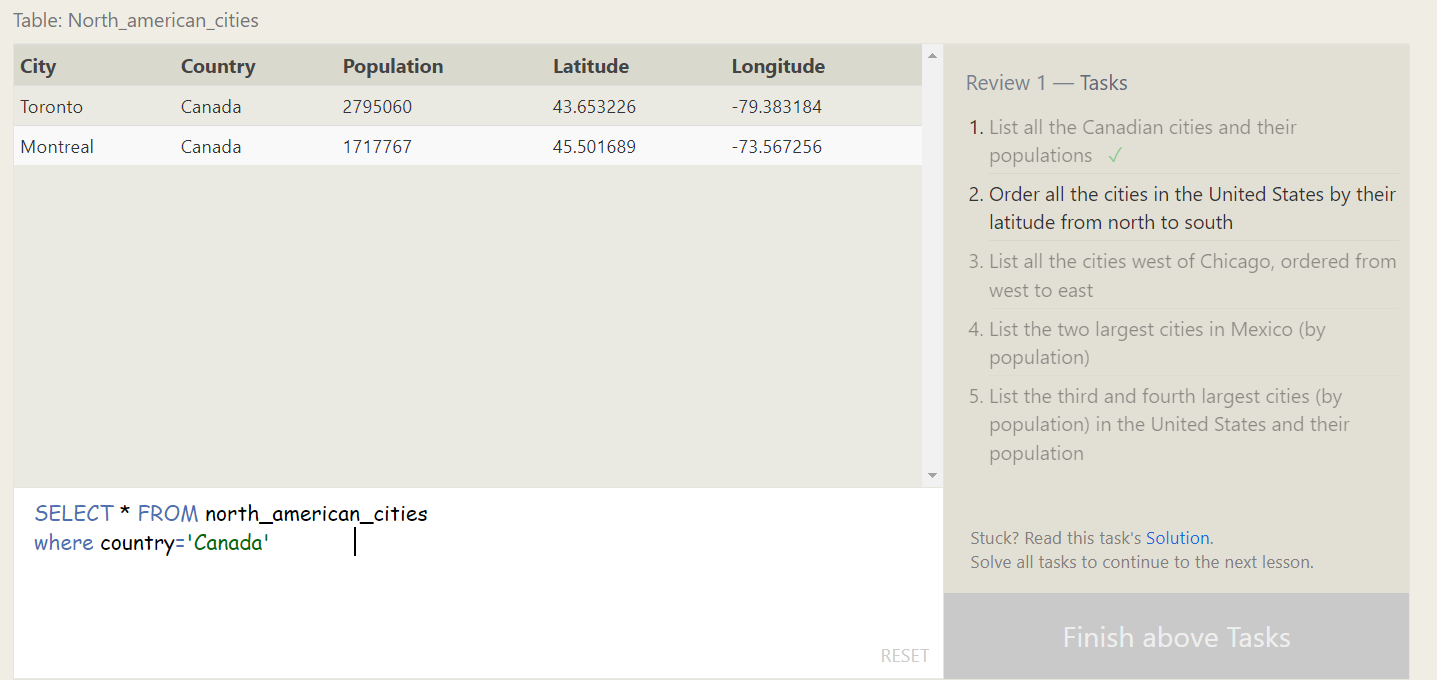 Table: North_american_cities
City Country Population Latitude Longitude
Toronto Canada 2795060 43.653226 -79.383184
Montreal Canada 1717767 45.501689 -73.567256
SELECT * FROM north_american_cities
where country='Canada'
RESET
Review 1 — Tasks
1. List all the Canadian cities and their
populations ✓
2. Order all the cities in the United States by their
latitude from north to south
3. List all the cities west of Chicago, ordered from
west to east
4. List the two largest cities in Mexico (by
population)
5. List the third and fourth largest cities (by
population) in the United States and their
population
Stuck? Read this task's Solution.
Solve all tasks to continue to the next lesson.
Finish above Tasks